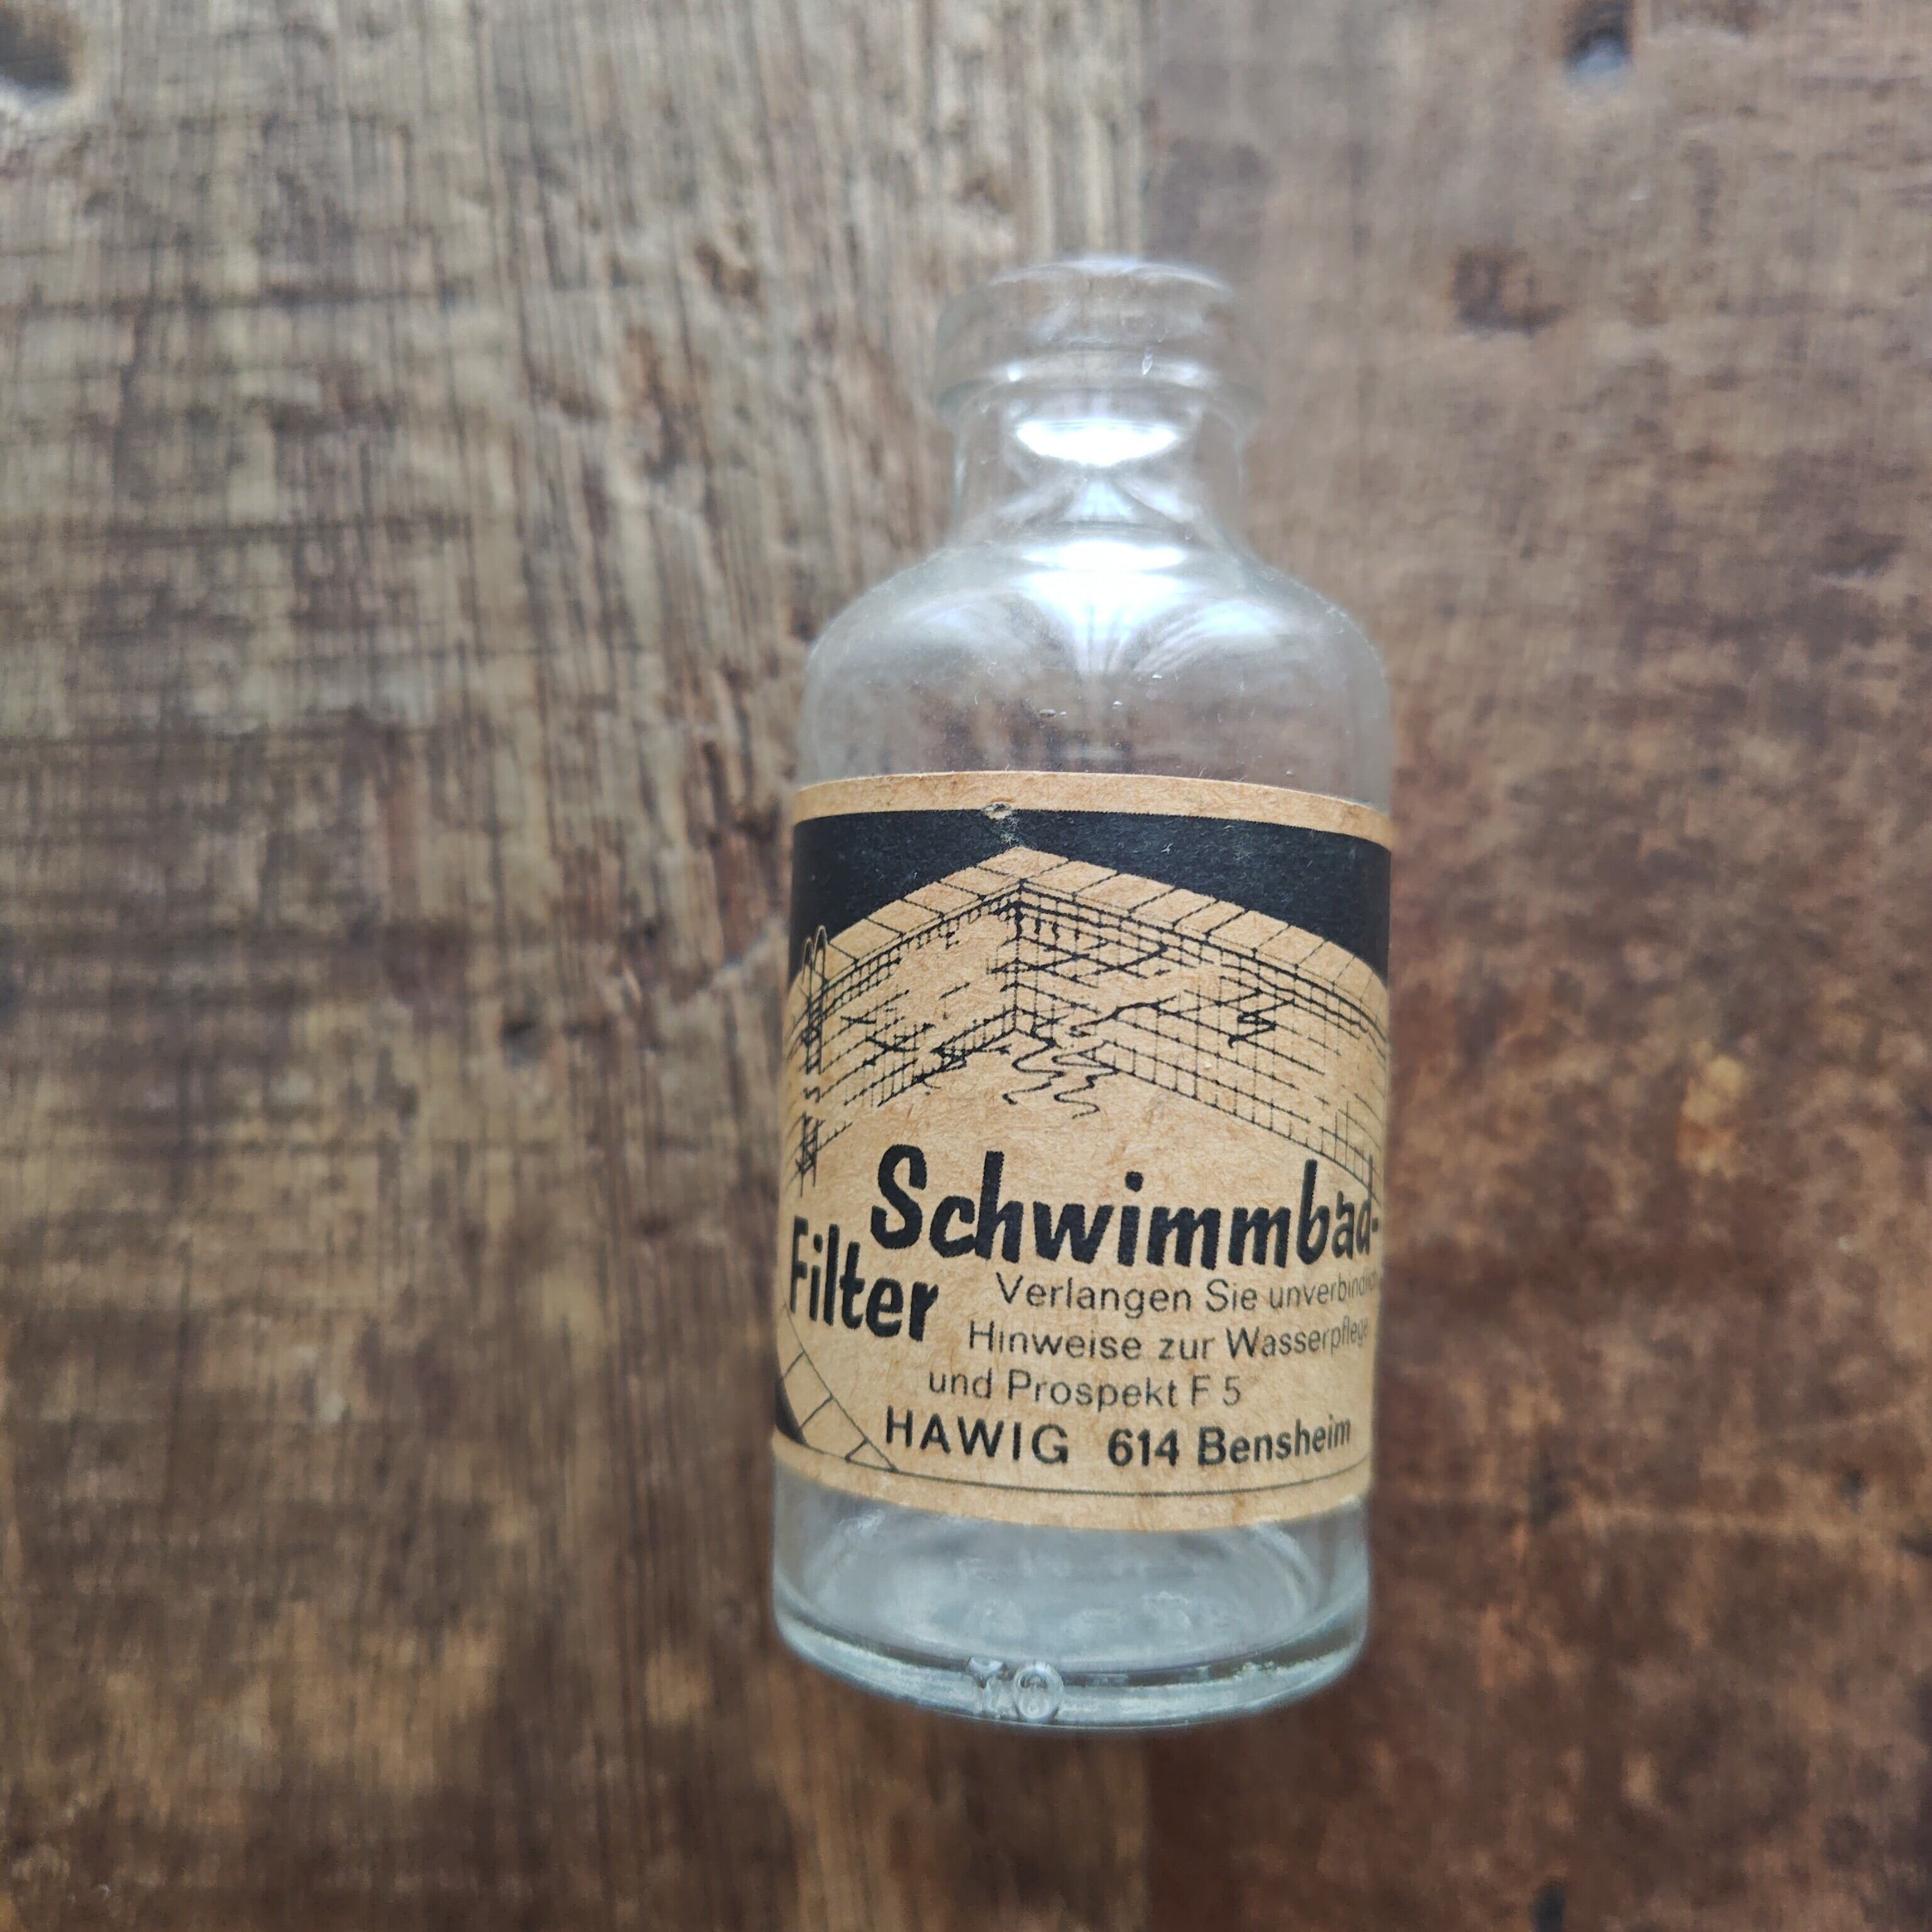 Schwimmbad-
Filter
Verlangen Sie unverbindlich
Hinweise zur Wasserpflege
und Prospekt F 5
HAWIG 614 Bensheim